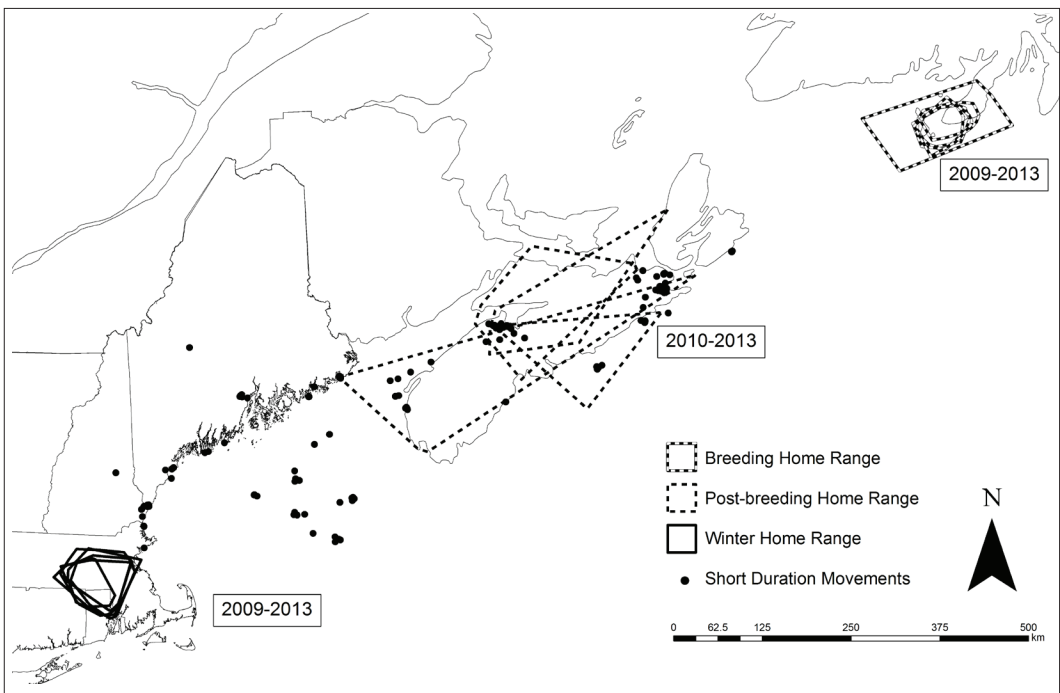 2009-2013
2010-2013
Breeding Home Range
Post-breeding Home Range
Winter Home Range
Short Duration Movements
N
2009-2013
0 62.5 125 250 375 500
km